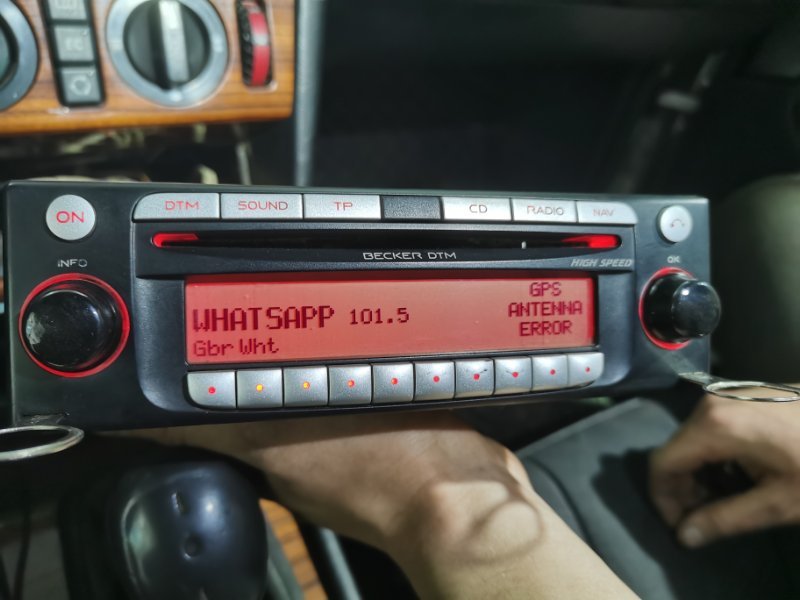 ON
DTM SOUND TP CD RADIO NAV
BECKER DTM
HIGH SPEED
INFO
OK
WHATSAPP 101.5
Gbr Wht
GPS
ANTENNA
ERROR